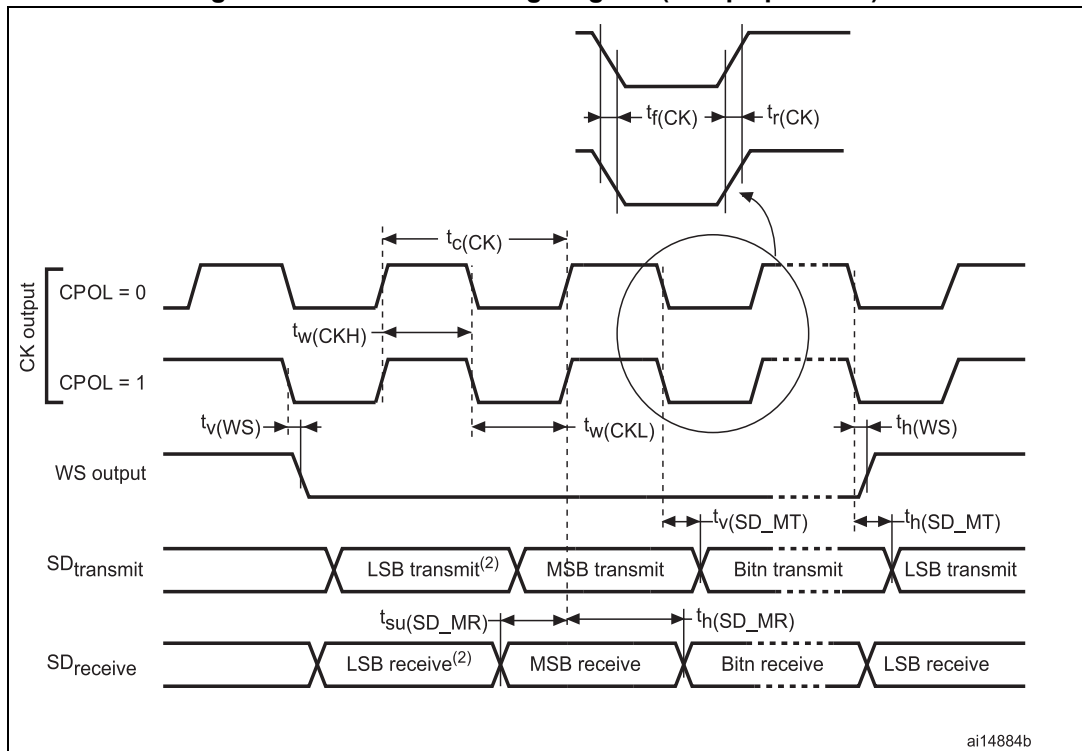 tf(CK)
tr(CK)
tc(CK)
CK output
CPOL = 0
tw(CKH)
CPOL = 1
tv(WS)
tw(CKL)
th(WS)
WS output
tv(SD_MT)
th(SD_MT)
SDtransmit
LSB transmit(2)
MSB transmit
Bitn transmit
LSB transmit
tsu(SD_MR)
th(SD_MR)
SDreceive
LSB receive(2)
MSB receive
Bitn receive
LSB receive
ai14884b